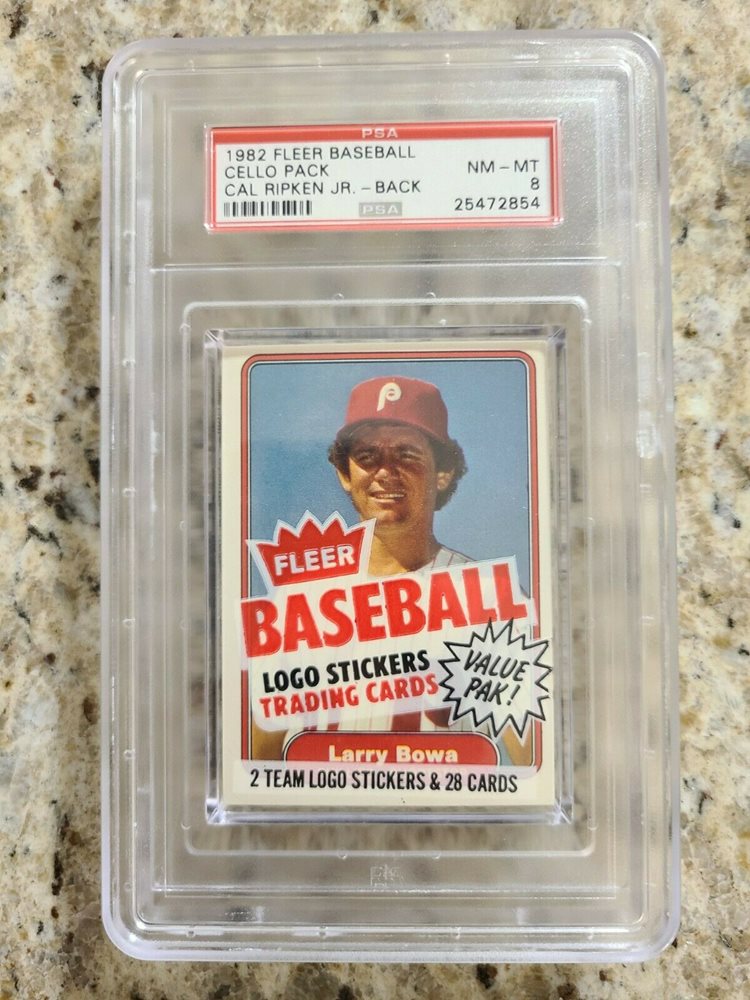 PSA
1982 FLEER BASEBALL
CELLO PACK
CAL RIPKEN JR. - BACK
NM - MT
8
25472854
PSA
P
FLEER
BASEBALL
LOGO STICKERS
TRADING CARDS
VALUE
PAK!
Larry Bowa
2 TEAM LOGO STICKERS & 28 CARDS